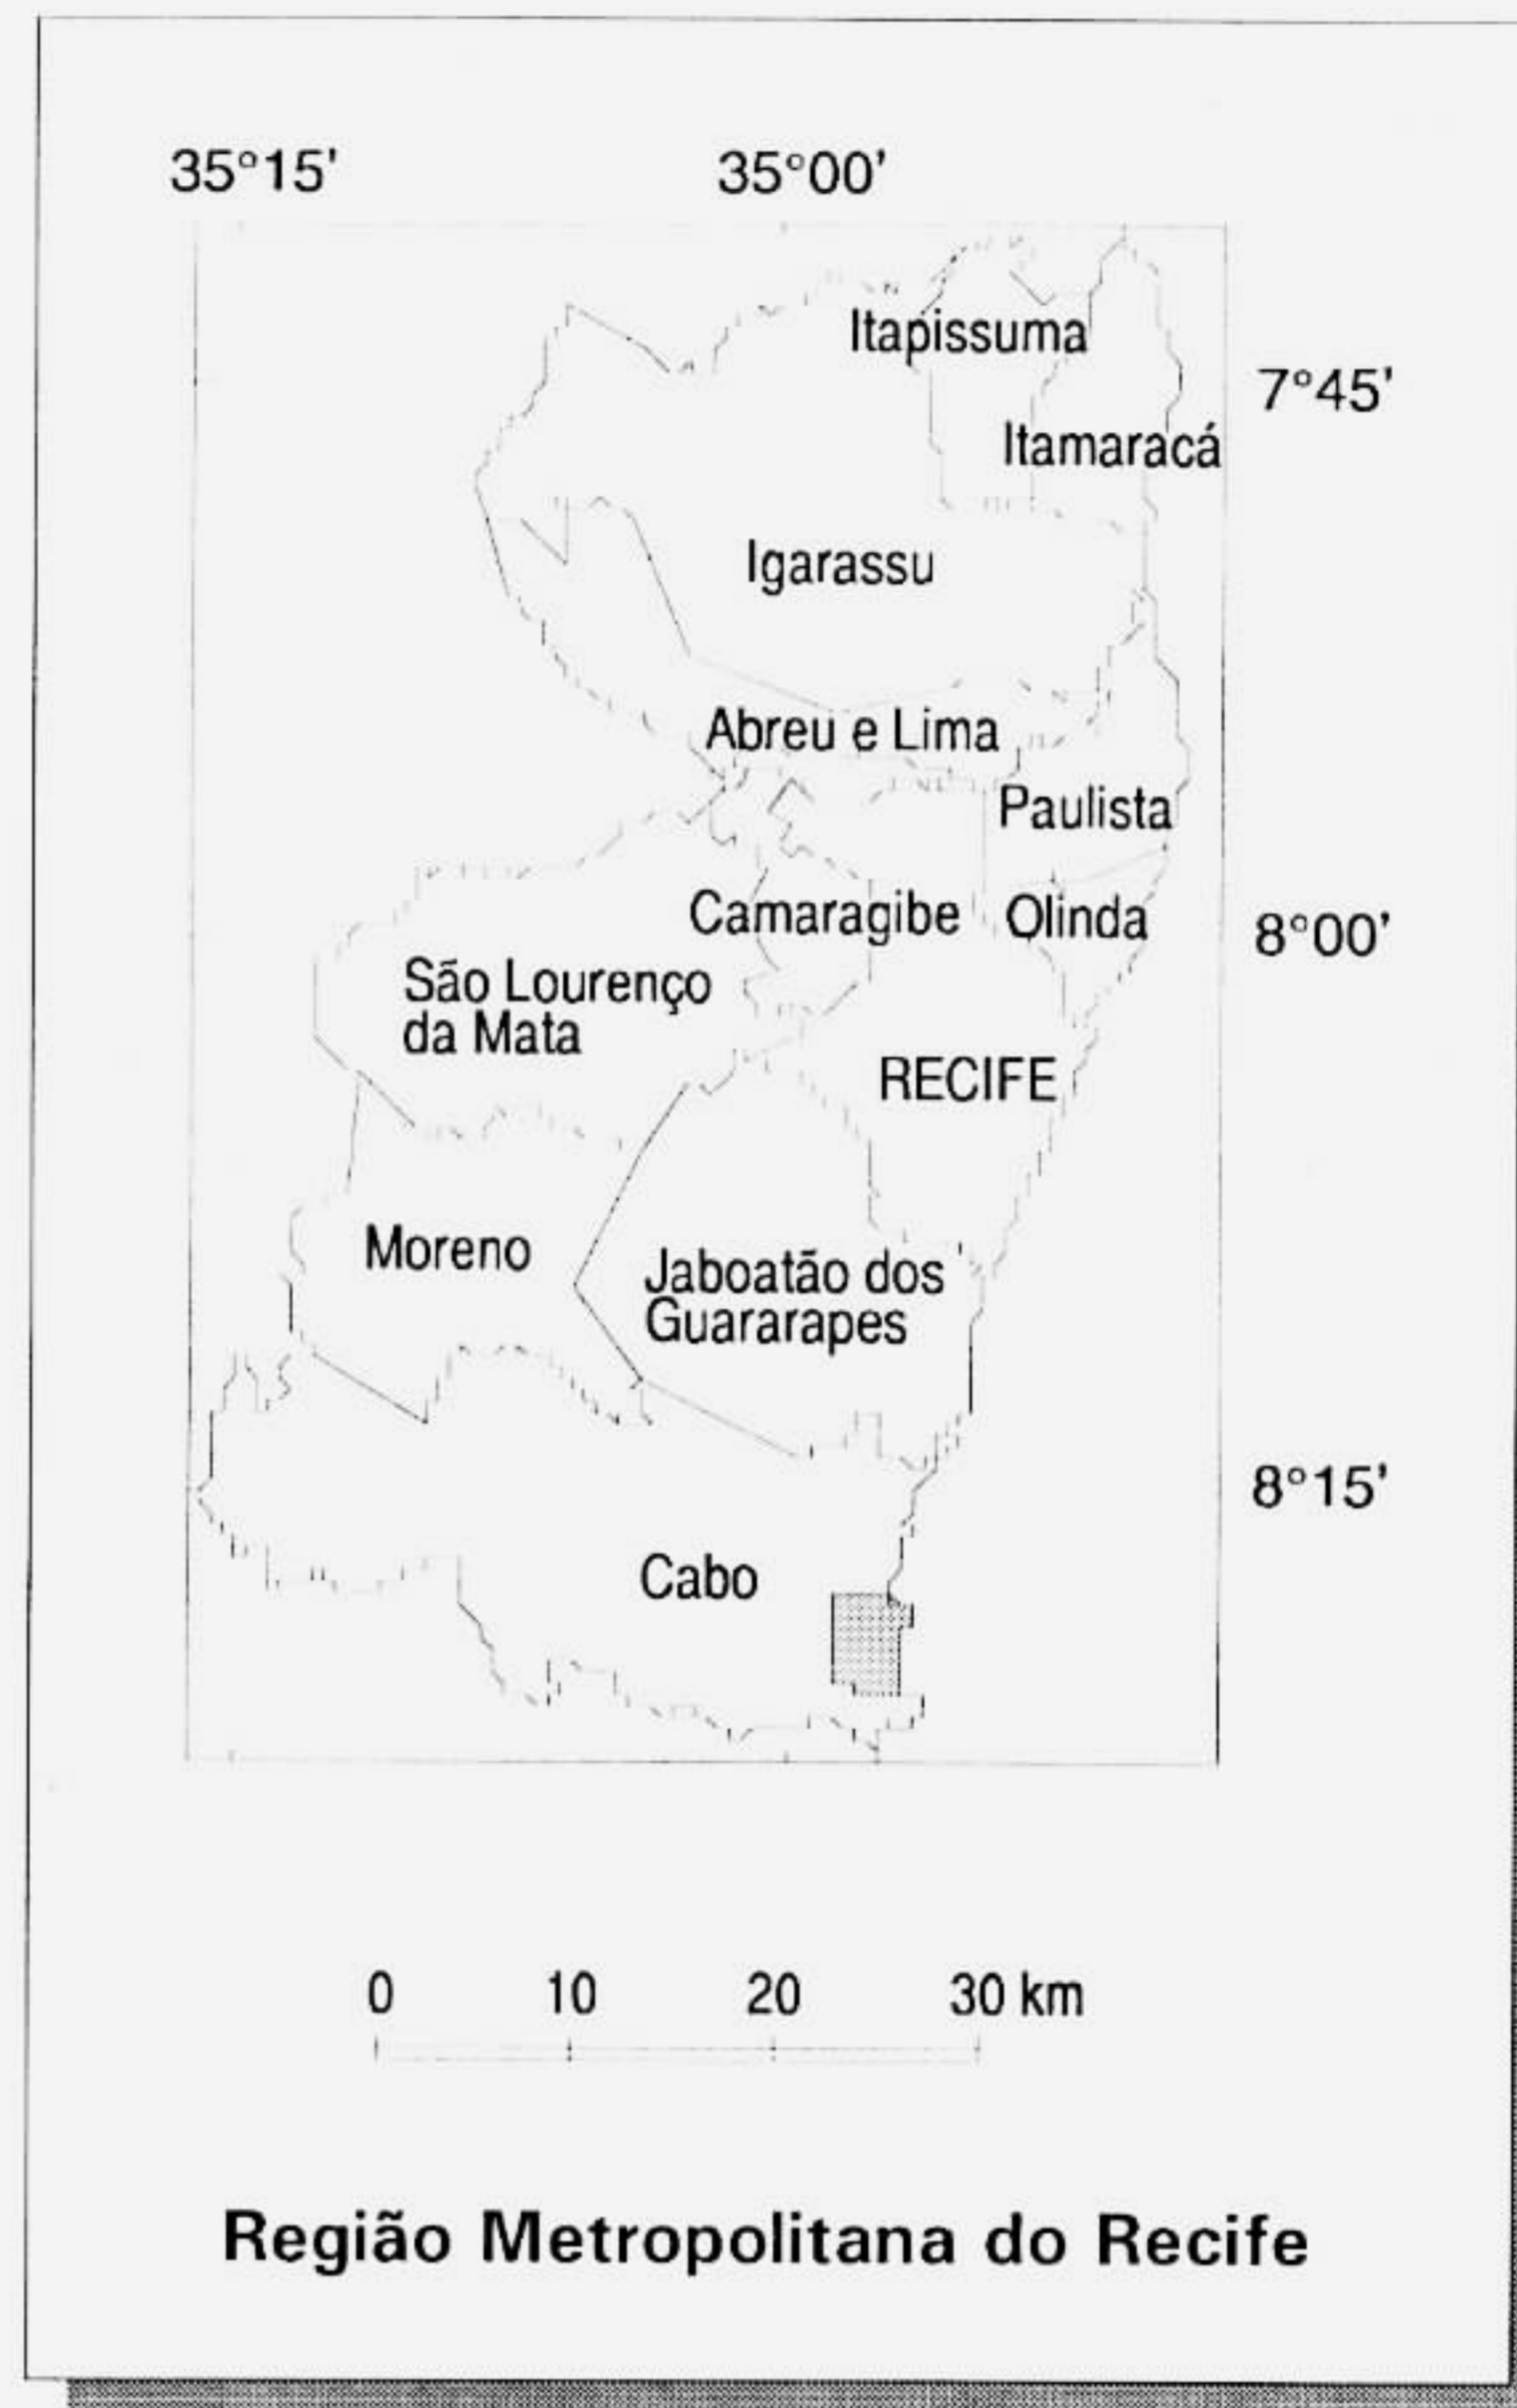 35°15' 35°00'
Itapissuma
7°45'
Itamaracá
Igarassu
Abreu e Lima
Paulista
Camaragibe Olinda
8°00'
São Lourenço
da Mata
RECIFE
Moreno
Jaboatão dos
Guararapes
8°15'
Cabo
0 10 20 30 km
Região Metropolitana do Recife